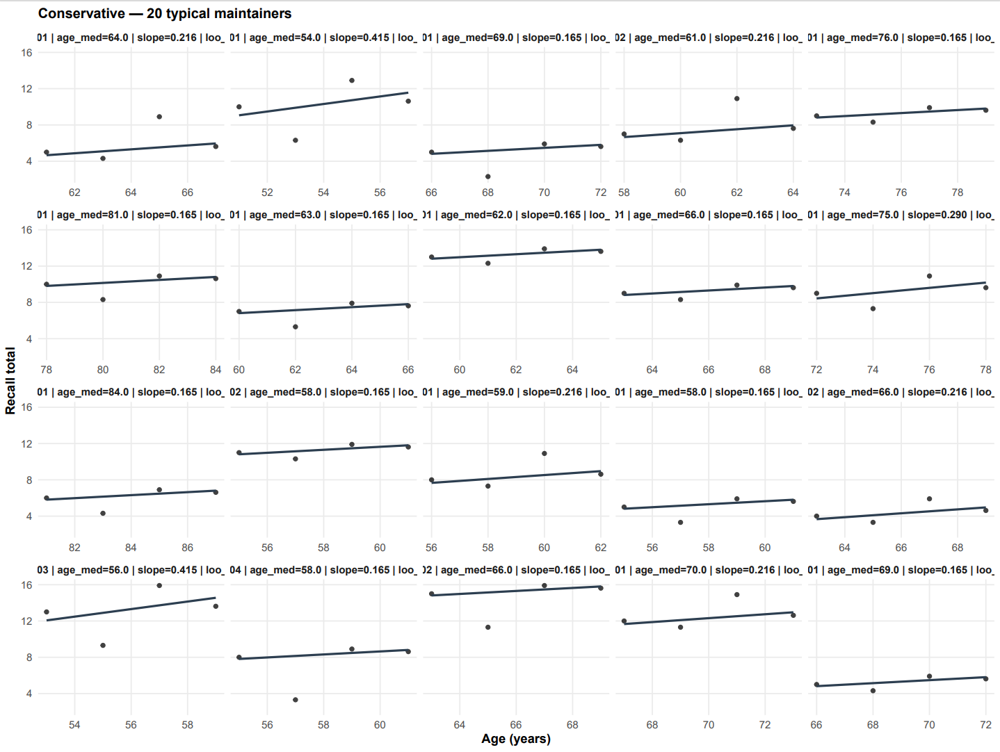 Conservative — 20 typical maintainers
01 | age_med=64.0 | slope=0.216 | loo_
01 | age_med=54.0 | slope=0.415 | loo_
01 | age_med=69.0 | slope=0.165 | loo_
02 | age_med=61.0 | slope=0.216 | loo_
01 | age_med=76.0 | slope=0.165 | loo_
16
12
8
4
62 64 66
52 54 56
66 68 70 72
58 60 62 64
74 76 78
01 | age_med=81.0 | slope=0.165 | loo_
01 | age_med=63.0 | slope=0.165 | loo_
01 | age_med=62.0 | slope=0.165 | loo_
01 | age_med=66.0 | slope=0.165 | loo_
01 | age_med=75.0 | slope=0.290 | loo_
16
12
8
4
78 80 82 84
60 62 64 66
60 62 64
64 66 68
72 74 76 78
Recall total
01 | age_med=84.0 | slope=0.165 | loo_
02 | age_med=58.0 | slope=0.165 | loo_
01 | age_med=59.0 | slope=0.216 | loo_
01 | age_med=58.0 | slope=0.165 | loo_
02 | age_med=66.0 | slope=0.216 | loo_
16
12
8
4
82 84 86
56 58 60
56 58 60 62
56 58 60
64 66 68
03 | age_med=56.0 | slope=0.415 | loo_
04 | age_med=58.0 | slope=0.165 | loo_
02 | age_med=66.0 | slope=0.165 | loo_
01 | age_med=70.0 | slope=0.216 | loo_
01 | age_med=69.0 | slope=0.165 | loo_
16
12
8
4
54 56 58
56 58 60
64 66 68
68 70 72
66 68 70 72
Age (years)